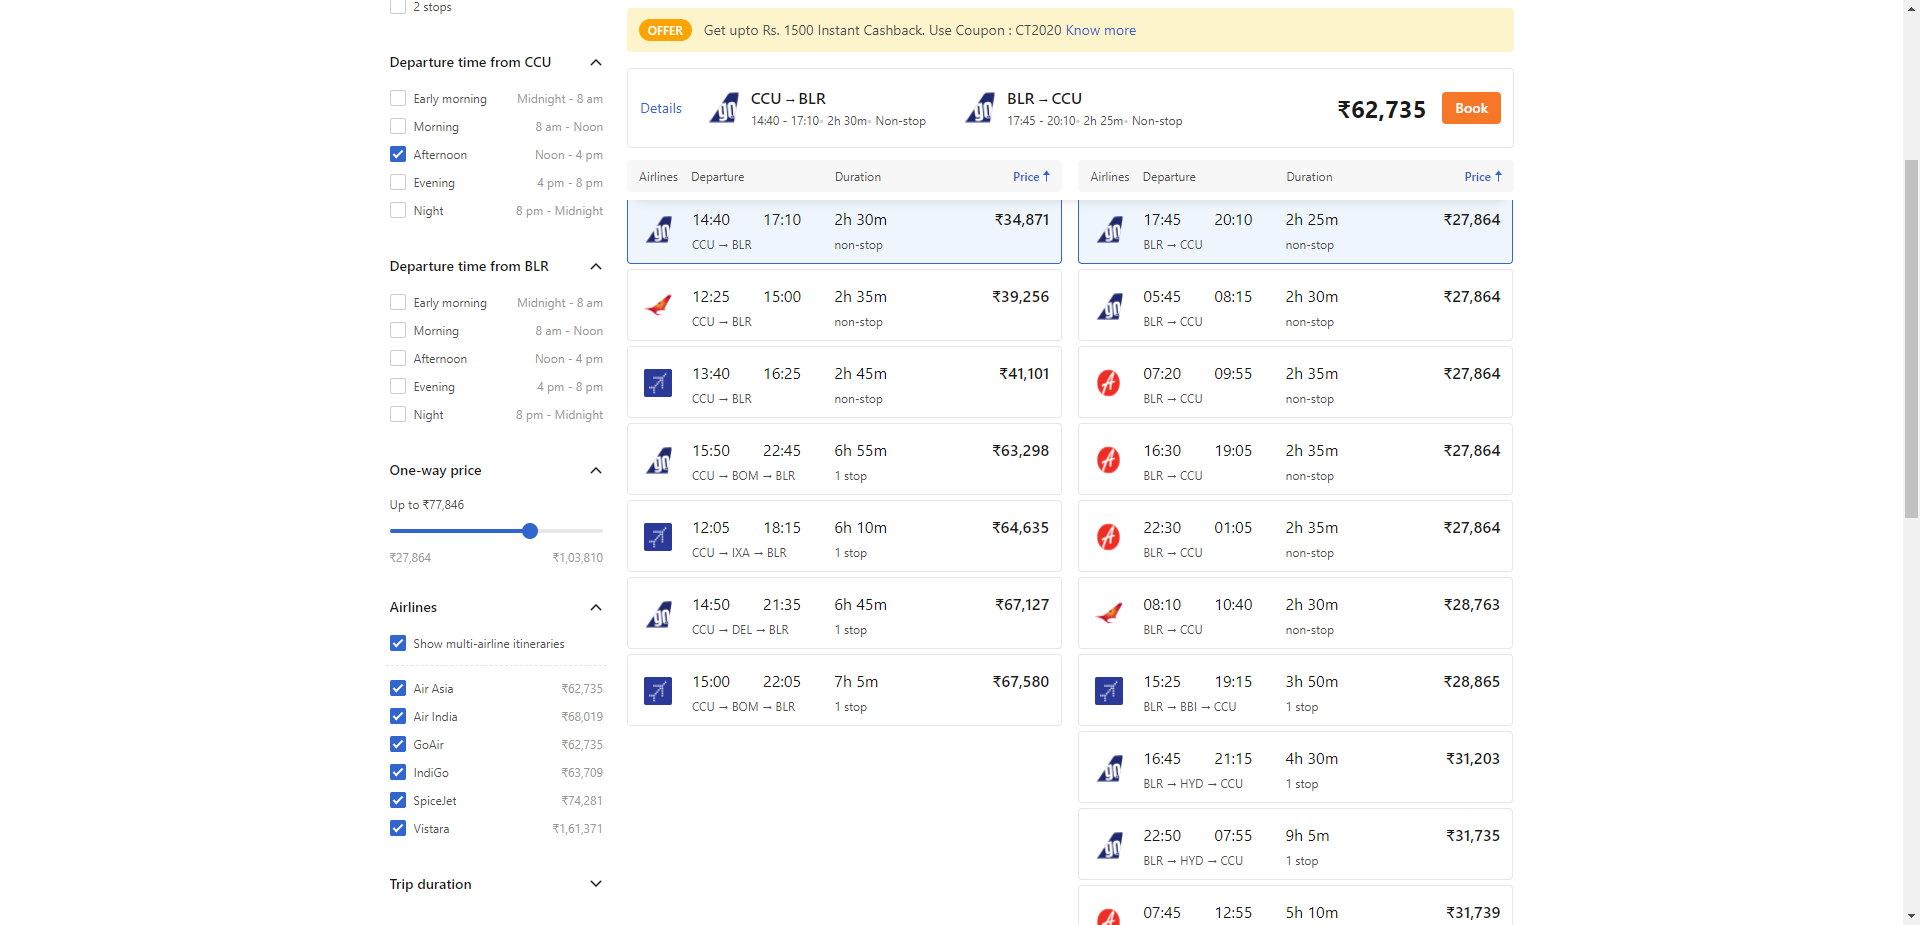 2 stops
Departure time from CCU
Early morning Midnight - 8 am
Morning 8 am - Noon
Afternoon Noon - 4 pm
Evening 4 pm - 8 pm
Night 8 pm - Midnight
Departure time from BLR
Early morning Midnight - 8 am
Morning 8 am - Noon
Afternoon Noon - 4 pm
Evening 4 pm - 8 pm
Night 8 pm - Midnight
One-way price
Up to ₹77,846
₹27,864 ₹1,03,810
Airlines
Show multi-airline itineraries
Air Asia ₹62,735
Air India ₹68,019
GoAir ₹62,735
IndiGo ₹63,709
SpiceJet ₹74,281
Vistara ₹1,61,371
Trip duration
OFFER Get upto Rs. 1500 Instant Cashback. Use Coupon : CT2020 Know more
Details
go
CCU → BLR
14:40 - 17:10• 2h 30m• Non-stop
go
BLR → CCU
17:45 - 20:10• 2h 25m• Non-stop
₹62,735 Book
Airlines Departure Duration Price ↑
go 14:40 17:10 2h 30m ₹34,871
CCU → BLR non-stop
12:25 15:00 2h 35m ₹39,256
CCU → BLR non-stop
13:40 16:25 2h 45m ₹41,101
CCU → BLR non-stop
go 15:50 22:45 6h 55m ₹63,298
CCU → BOM → BLR 1 stop
12:05 18:15 6h 10m ₹64,635
CCU → IXA → BLR 1 stop
go 14:50 21:35 6h 45m ₹67,127
CCU → DEL → BLR 1 stop
15:00 22:05 7h 5m ₹67,580
CCU → BOM → BLR 1 stop
Airlines Departure Duration Price ↑
go 17:45 20:10 2h 25m ₹27,864
BLR → CCU non-stop
go 05:45 08:15 2h 30m ₹27,864
BLR → CCU non-stop
A 07:20 09:55 2h 35m ₹27,864
BLR → CCU non-stop
A 16:30 19:05 2h 35m ₹27,864
BLR → CCU non-stop
A 22:30 01:05 2h 35m ₹27,864
BLR → CCU non-stop
08:10 10:40 2h 30m ₹28,763
BLR → CCU non-stop
15:25 19:15 3h 50m ₹28,865
BLR → BBI → CCU 1 stop
go 16:45 21:15 4h 30m ₹31,203
BLR → HYD → CCU 1 stop
go 22:50 07:55 9h 5m ₹31,735
BLR → HYD → CCU 1 stop
A 07:45 12:55 5h 10m ₹31,739